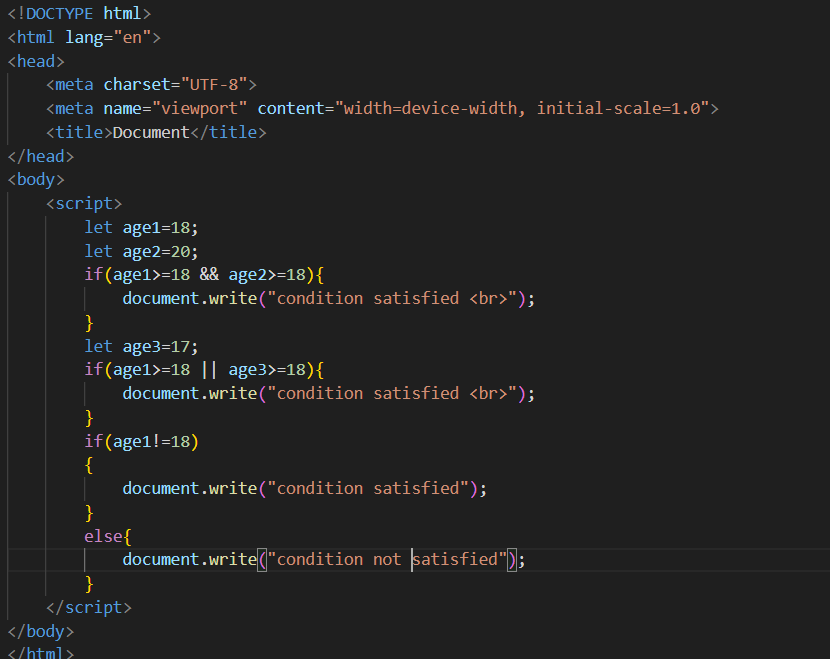 <!DOCTYPE html>
<html lang="en">
<head>
    <meta charset="UTF-8">
    <meta name="viewport" content="width=device-width, initial-scale=1.0">
    <title>Document</title>
</head>
<body>
    <script>
        let age1=18;
        let age2=20;
        if(age1>=18 && age2>=18){
            document.write("condition satisfied <br>");
        }
        let age3=17;
        if(age1>=18 || age3>=18){
            document.write("condition satisfied <br>");
        }
        if(age1!=18)
        {
            document.write("condition satisfied");
        }
        else{
            document.write("condition not satisfied");
        }
    </script>
</body>
</html>